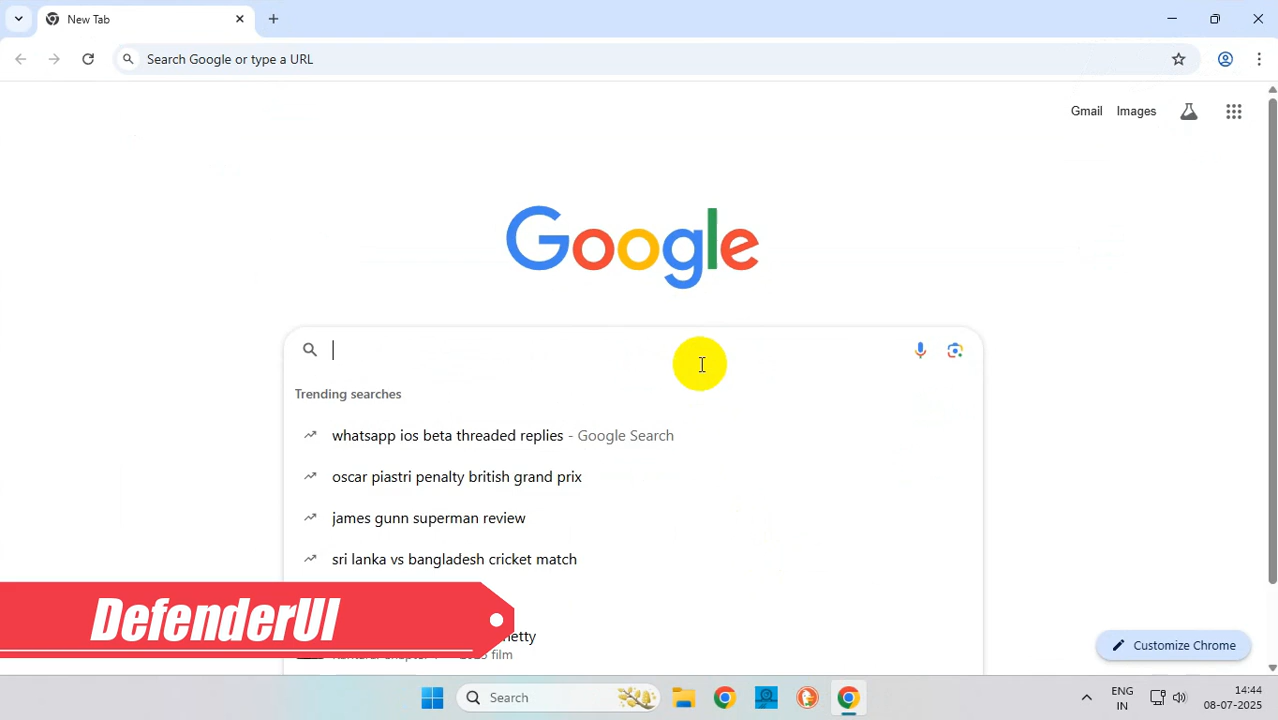 New Tab
Search Google or type a URL
Gmail Images
Google
Trending searches
whatsapp ios beta threaded replies - Google Search
oscar piastri penalty british grand prix
james gunn superman review
sri lanka vs bangladesh cricket match
DefenderUI
Customize Chrome
Search
ENG
IN
14:44
08-07-2025